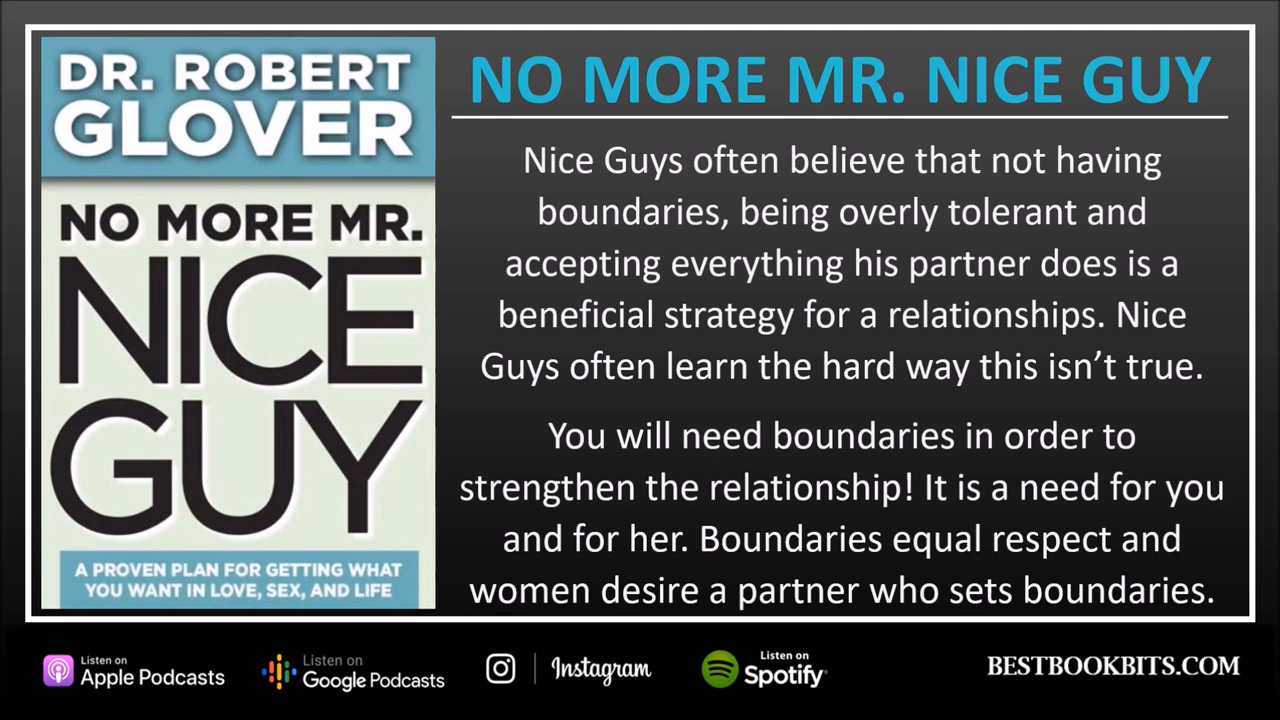 DR. ROBERT
GLOVER
NO MORE MR.
NICE
GUY
A PROVEN PLAN FOR GETTING WHAT
YOU WANT IN LOVE, SEX, AND LIFE
NO MORE MR. NICE GUY
Nice Guys often believe that not having
boundaries, being overly tolerant and
accepting everything his partner does is a
beneficial strategy for a relationships. Nice
Guys often learn the hard way this isn’t true.
You will need boundaries in order to
strengthen the relationship! It is a need for you
and for her. Boundaries equal respect and
women desire a partner who sets boundaries.
Listen on
Apple Podcasts
Listen on
Google Podcasts
Instagram
Listen on
Spotify
BESTBOOKBITS.COM